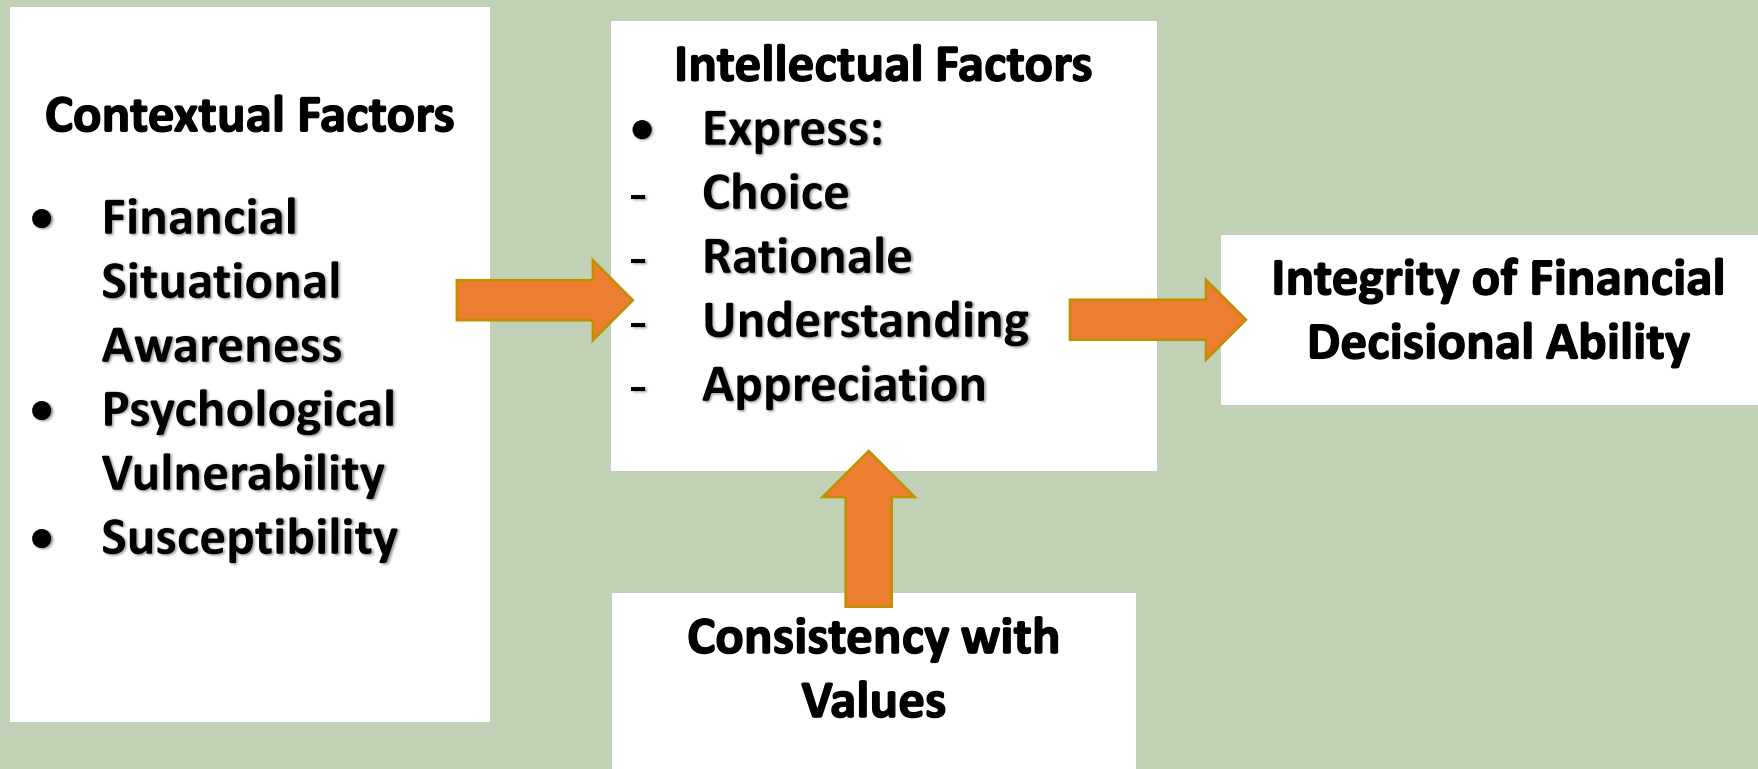 Contextual Factors
• Financial
Situational
Awareness
• Psychological
Vulnerability
• Susceptibility
Intellectual Factors
• Express:
- Choice
- Rationale
- Understanding
- Appreciation
Consistency with
Values
Integrity of Financial
Decisional Ability